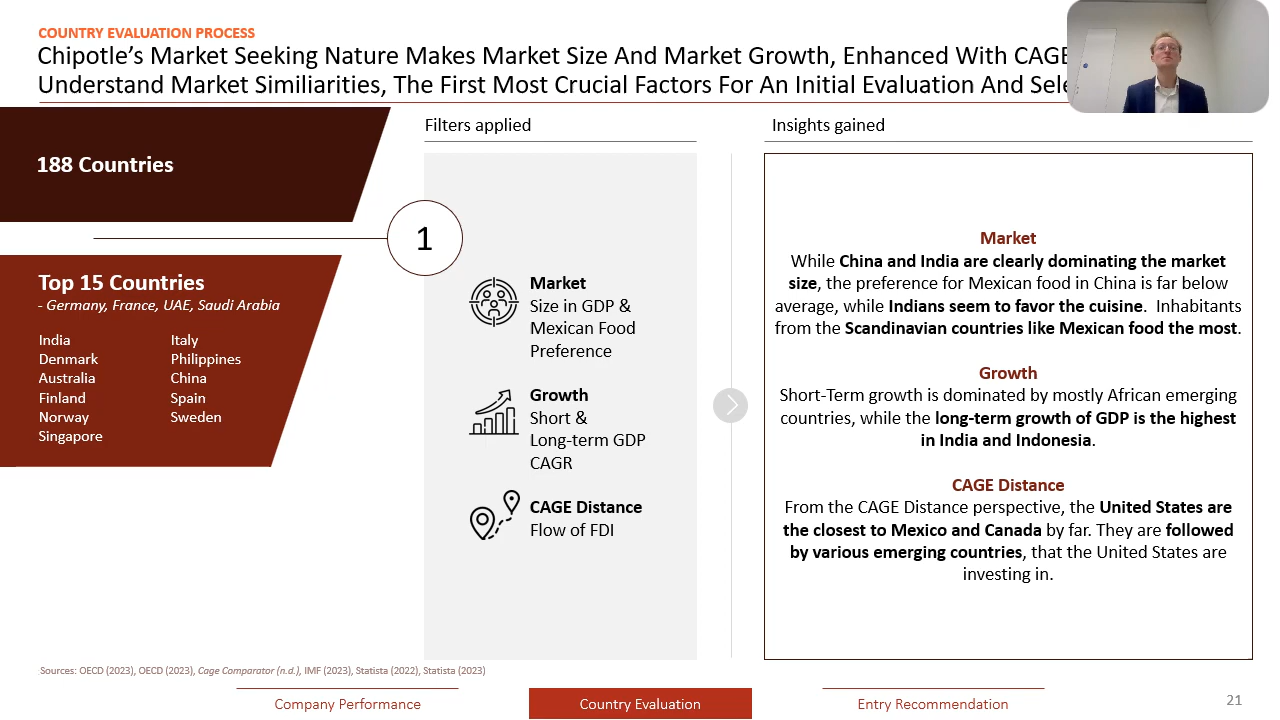 COUNTRY EVALUATION PROCESS
Chipotle's Market Seeking Nature Makes Market Size And Market Growth, Enhanced With CAGE
Understand Market Similiarities, The First Most Crucial Factors For An Initial Evaluation And
Filters applied
Insights gained
188 Countries
1
Top 15 Countries
- Germany, France, UAE, Saudi Arabia
India
Denmark
Australia
Finland
Norway
Singapore
Italy
Philippines
China
Spain
Sweden
Market
Size in GDP &
Mexican Food
Preference
Growth
Short &
Long-term GDP
CAGR
CAGE Distance
Flow of FDI
Market
While China and India are clearly dominating the market
size, the preference for Mexican food in China is far below
average, while Indians seem to favor the cuisine. Inhabitants
from the Scandinavian countries like Mexican food the most.
Growth
Short-Term growth is dominated by mostly African emerging
countries, while the long-term growth of GDP is the highest
in India and Indonesia.
CAGE Distance
From the CAGE Distance perspective, the United States are
the closest to Mexico and Canada by far. They are followed
by various emerging countries, that the United States are
investing in.
Sources: OECD (2023), OECD (2023), Cage Comparator (n.d.), IMF (2023), Statista (2022), Statista (2023)
Company Performance
Country Evaluation
Entry Recommendation
21